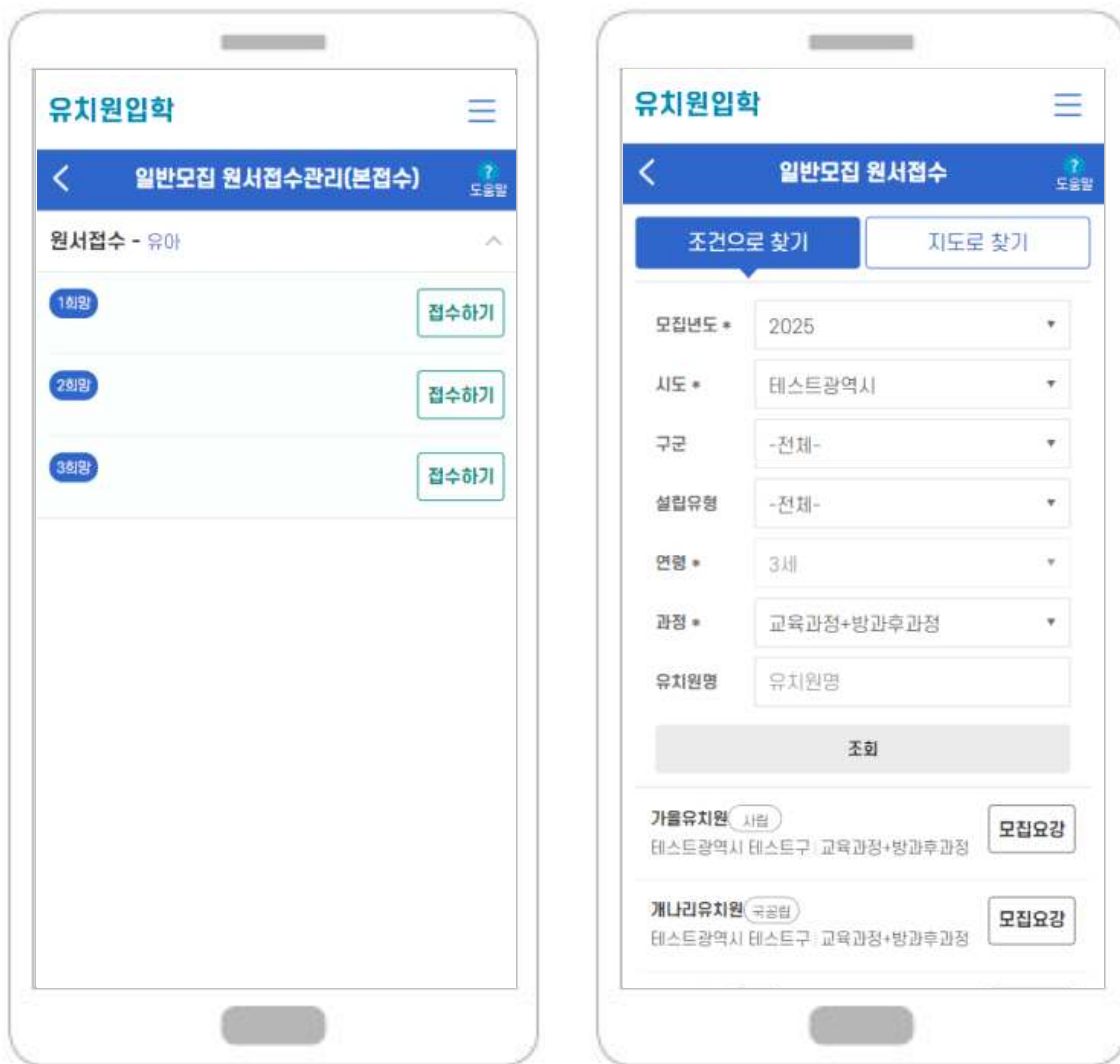 유치원입학
일반모집 원서접수관리(본접수)
?
도움말
원서접수 - 유아
1희망
접수하기
2희망
접수하기
3희망
접수하기
유치원입학
일반모집 원서접수
?
도움말
조건으로 찾기
지도로 찾기
모집년도 *
2025
시도 *
테스트광역시
구군
-전체-
설립유형
-전체-
연령 *
3세
과정 *
교육과정+방과후과정
유치원명
유치원명
조회
가을유치원 사립
모집요강
테스트광역시 테스트구 | 교육과정+방과후과정
개나리유치원 국공립
모집요강
테스트광역시 테스트구 | 교육과정+방과후과정